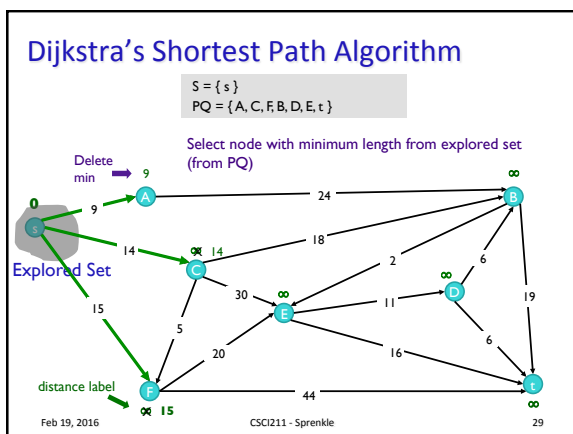 Dijkstra's Shortest Path Algorithm
S = { s }
PQ = { A, C, F, B, D, E, t }
Select node with minimum length from explored set
(from PQ)
Delete
min
9
∞
0
A
24
B
9
s
18
∞ 14
14
C
2
6
∞
Explored Set
30
∞
D
E
11
19
15
5
20
16
6
distance label
F
44
t
∞ 15
∞
Feb 19, 2016
CSCI211 - Sprenkle
29